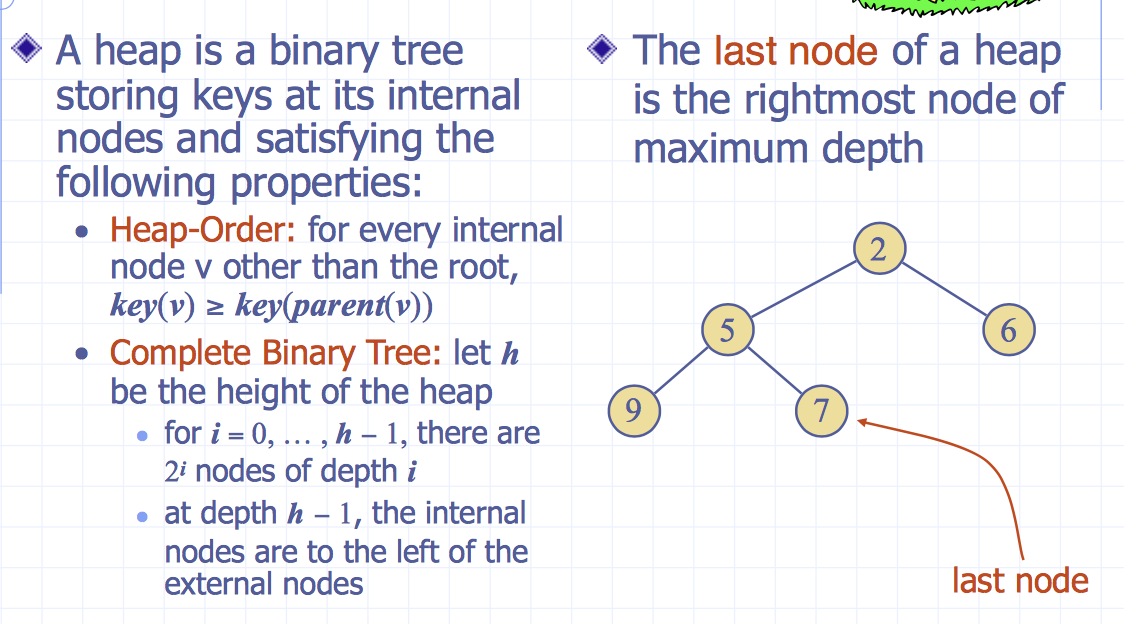 A heap is a binary tree
storing keys at its internal
nodes and satisfying the
following properties:
Heap-Order: for every internal
node v other than the root,
key(v) ≥ key(parent(v))
Complete Binary Tree: let h
be the height of the heap
for i = 0, … , h − 1, there are
2ⁱ nodes of depth i
at depth h − 1, the internal
nodes are to the left of the
external nodes
The last node of a heap
is the rightmost node of
maximum depth
2
5
6
9
7
last node